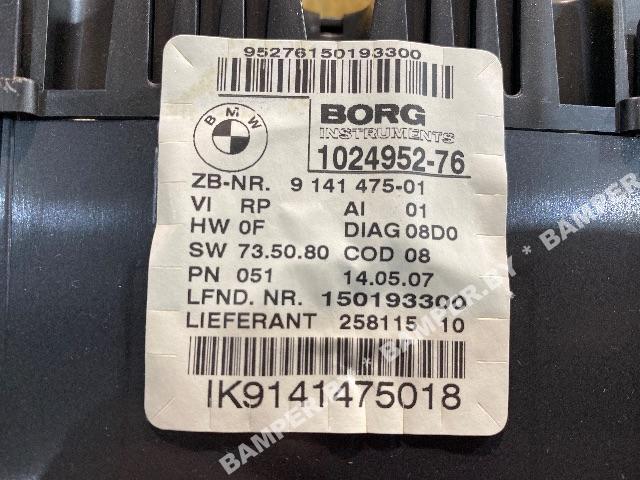 95276150193300
BMW
BORG
INSTRUMENTS
1024952-76
ZB-NR. 9 141 475-01
VI RP AI 01
HW 0F DIAG 08D0
SW 73.50.80 COD 08
PN 051 14.05.07
LFND. NR. 150193300
LIEFERANT 258115 10
IK9141475018
BAMPER.BY * BAMPER.BY * BAMPER.BY